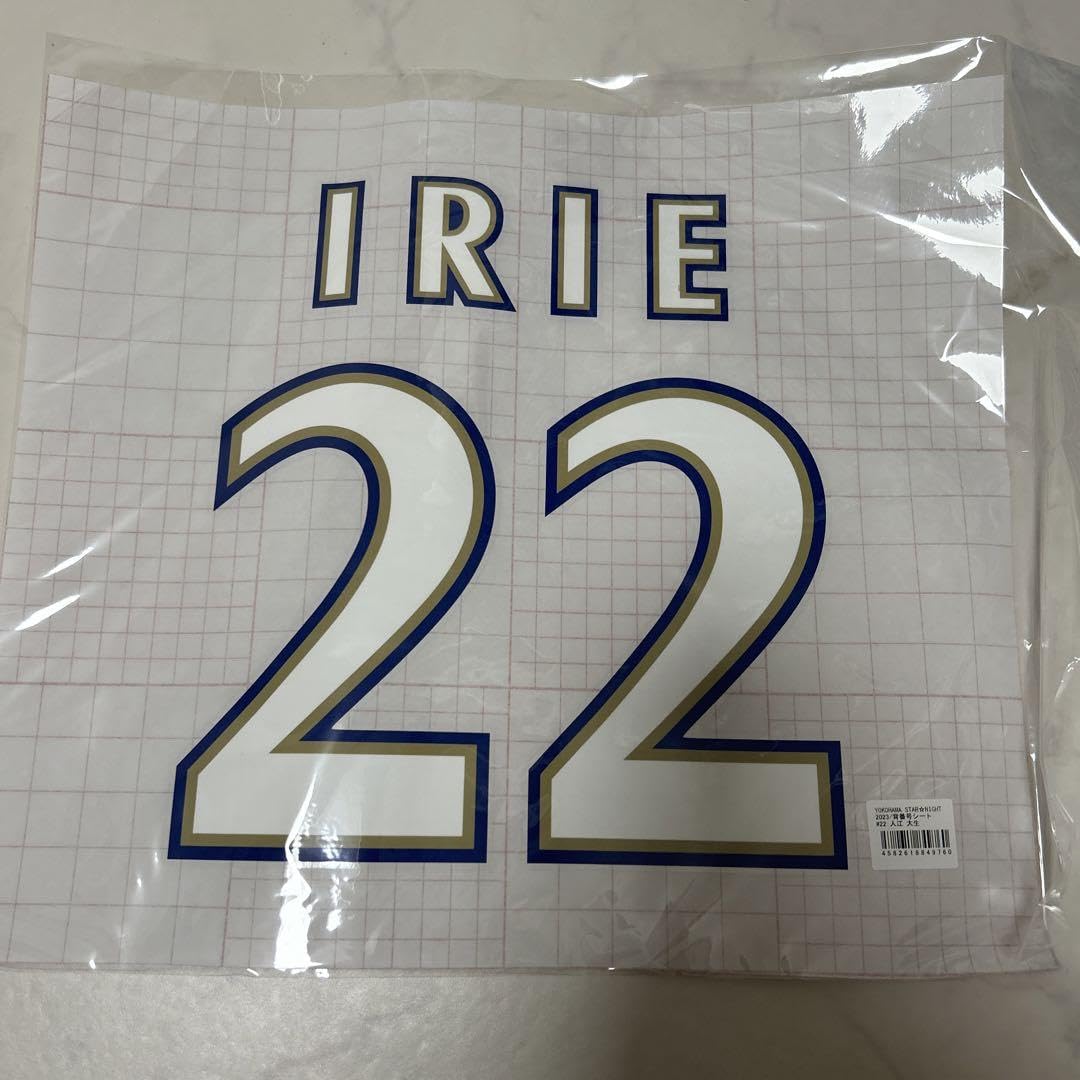 IRIE
22
YOKOHAMA STAR☆NIGHT
2023/背番号シート
#22 入江 大生
4582618849760